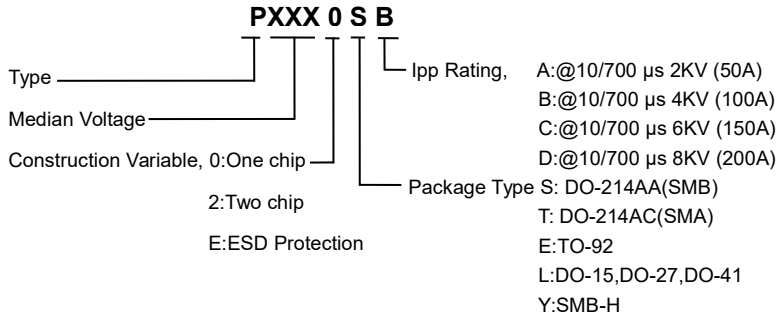 PXXX 0 S B
Type
Median Voltage
Construction Variable, 0:One chip
2:Two chip
E:ESD Protection
Ipp Rating, A:@10/700 μs 2KV (50A)
B:@10/700 μs 4KV (100A)
C:@10/700 μs 6KV (150A)
D:@10/700 μs 8KV (200A)
Package Type S: DO-214AA(SMB)
T: DO-214AC(SMA)
E:TO-92
L:DO-15,DO-27,DO-41
Y:SMB-H